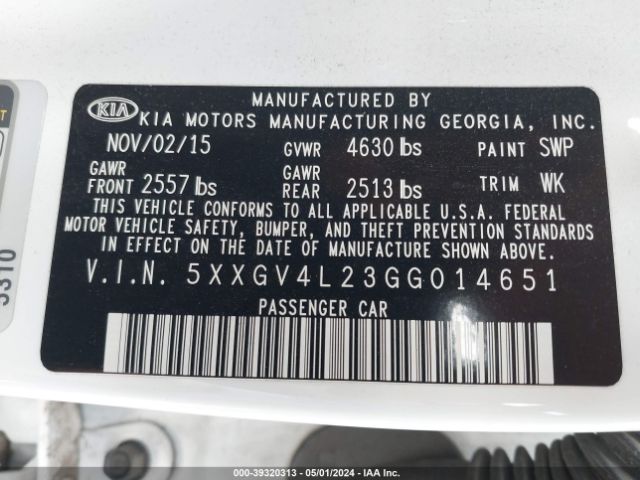 MANUFACTURED BY
KIA KIA MOTORS MANUFACTURING GEORGIA, INC.
NOV/02/15 GVWR 4630 lbs PAINT SWP
GAWR FRONT 2557 lbs GAWR REAR 2513 lbs TRIM WK
THIS VEHICLE CONFORMS TO ALL APPLICABLE U.S.A. FEDERAL
MOTOR VEHICLE SAFETY, BUMPER, AND THEFT PREVENTION STANDARDS
IN EFFECT ON THE DATE OF MANUFACTURE SHOWN ABOVE.
V.I.N. 5XXGV4L23GG014651
PASSENGER CAR
5310
000-39320313 - 05/01/2024 - IAA Inc.